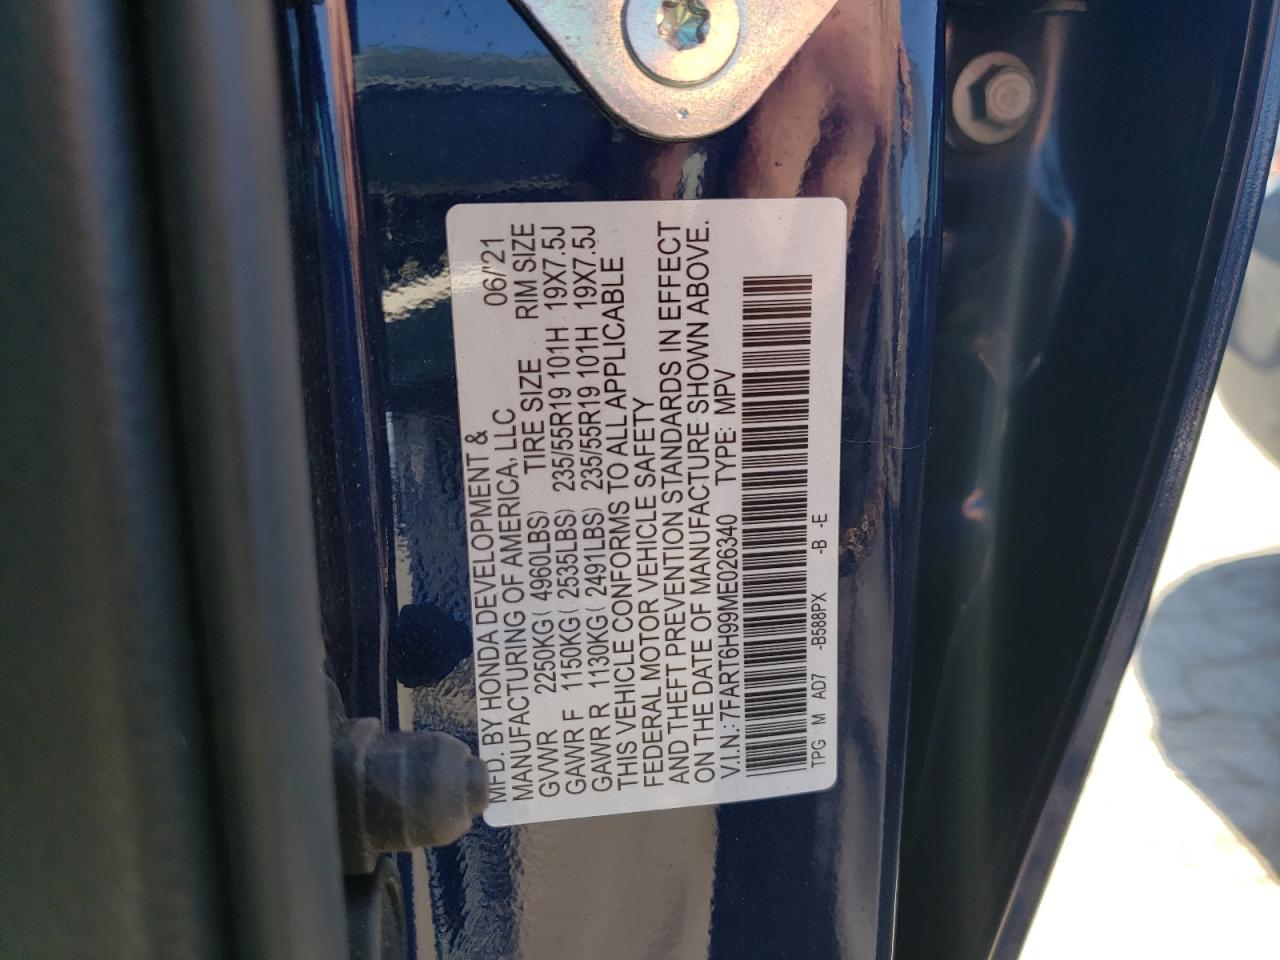 MFD. BY HONDA DEVELOPMENT & 
MANUFACTURING OF AMERICA, LLC 06/'21
TIRE SIZE RIM SIZE
GVWR 2250KG( 4960LBS)
GAWR F 1150KG( 2535LBS) 235/55R19 101H 19X7.5J
GAWR R 1130KG( 2491LBS) 235/55R19 101H 19X7.5J
THIS VEHICLE CONFORMS TO ALL APPLICABLE
FEDERAL MOTOR VEHICLE SAFETY
AND THEFT PREVENTION STANDARDS IN EFFECT
ON THE DATE OF MANUFACTURE SHOWN ABOVE.
V.I.N.: 7FART6H99ME026340 TYPE: MPV
TPG M AD7 -B588PX -B -E